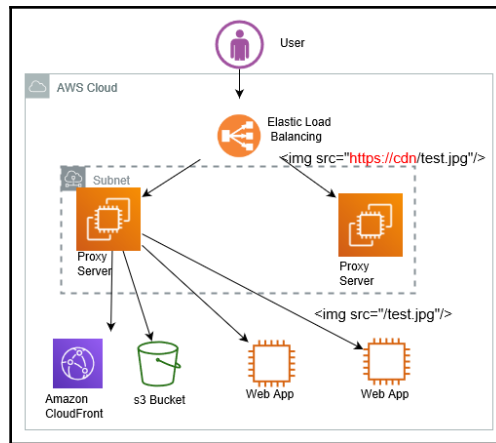 User
AWS Cloud
Elastic Load
Balancing
<img src="https://cdn/test.jpg"/>
Subnet
Proxy
Server
Proxy
Server
<img src="/test.jpg"/>
Amazon
CloudFront
s3 Bucket
Web App
Web App